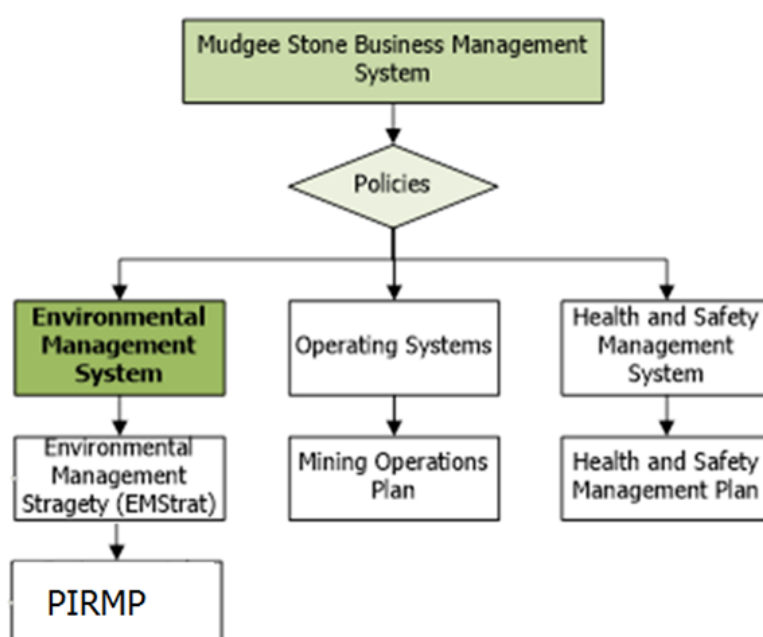 Mudgee Stone Business Management
System
Policies
Environmental
Management
System
Operating Systems
Health and Safety
Management
System
Environmental
Management
Stragety (EMStrat)
Mining Operations
Plan
Health and Safety
Management Plan
PIRMP